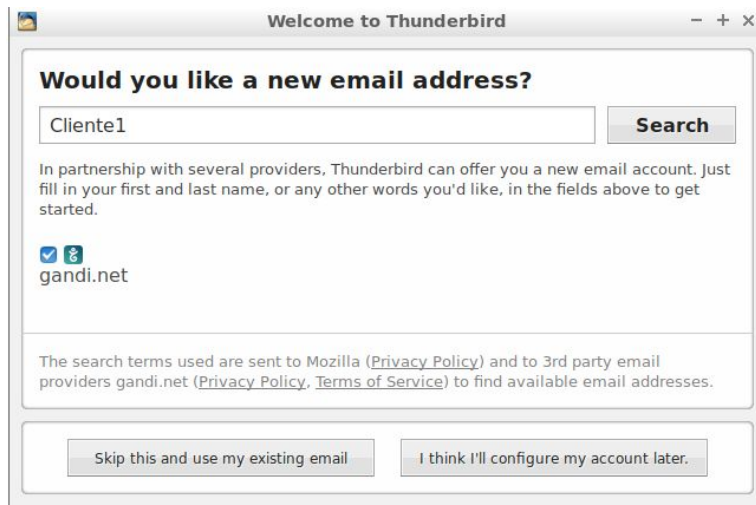 Welcome to Thunderbird
Would you like a new email address?
Cliente1
Search
In partnership with several providers, Thunderbird can offer you a new email account. Just
fill in your first and last name, or any other words you'd like, in the fields above to get
started.
gandi.net
The search terms used are sent to Mozilla (Privacy Policy) and to 3rd party email
providers gandi.net (Privacy Policy, Terms of Service) to find available email addresses.
Skip this and use my existing email
I think I'll configure my account later.